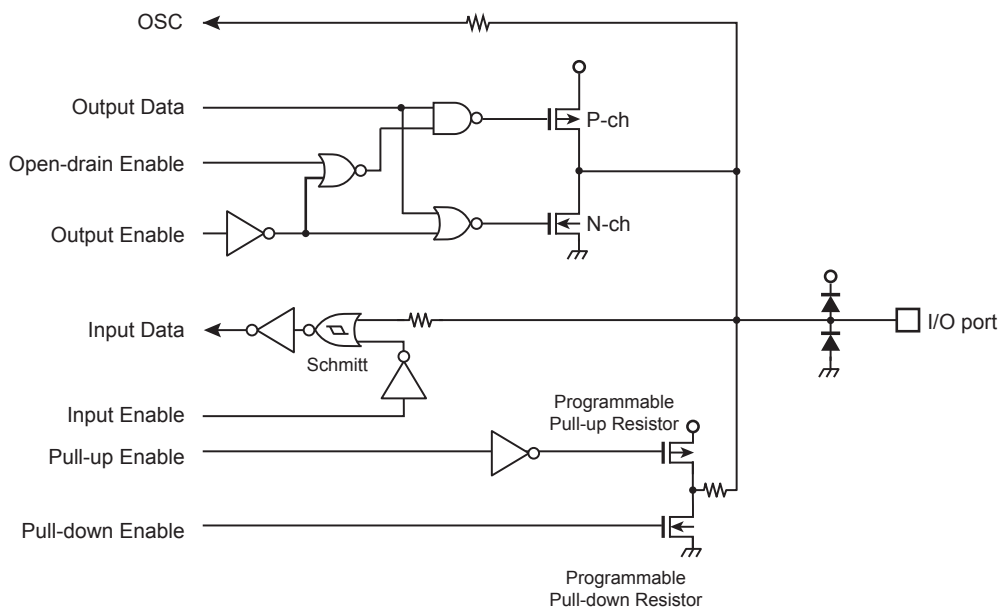 OSC
Output Data
P-ch
Open-drain Enable
N-ch
Output Enable
Input Data
I/O port
Schmitt
Input Enable
Programmable
Pull-up Resistor
Pull-up Enable
Pull-down Enable
Programmable
Pull-down Resistor